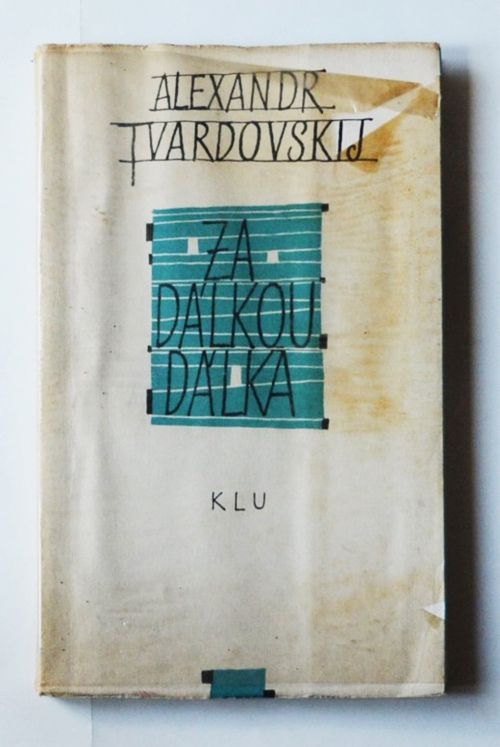 ALEXANDR
TVARDOVSKIJ
ZA
DÁLKOU
DÁLKA
KLU